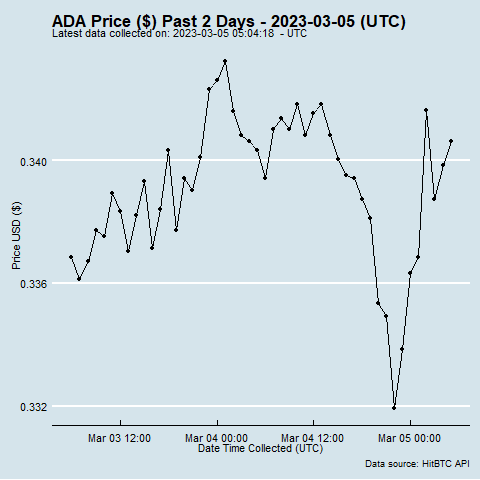 ADA Price ($) Past 2 Days - 2023-03-05 (UTC)
Latest data collected on: 2023-03-05 05:04:18  - UTC
Price USD ($)
0.340
0.336
0.332
Mar 03 12:00 Mar 04 00:00 Mar 04 12:00 Mar 05 00:00
Date Time Collected (UTC)
Data source: HitBTC API